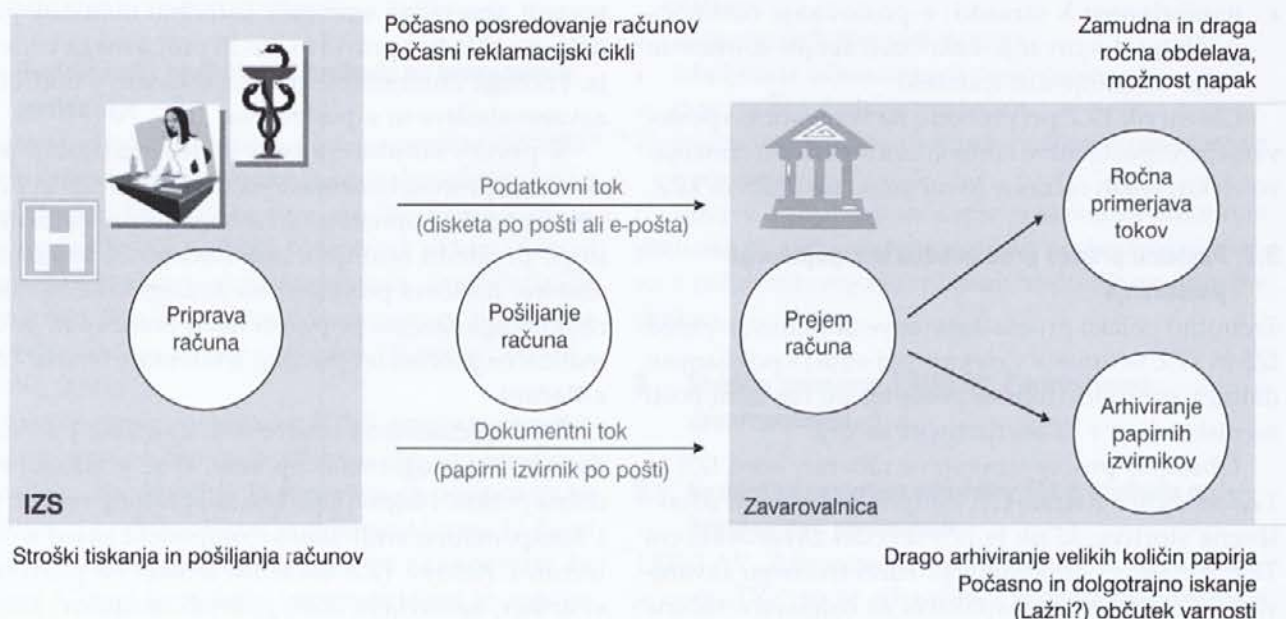 Počasno posredovanje računov
Počasni reklamacijski cikli
Zamudna in draga
ročna obdelava,
možnost napak
H
Podatkovni tok
(disketa po pošti ali e-pošta)
Priprava
računa
Pošiljanje
računa
Prejem
računa
Ročna
primerjava
tokov
Dokumentni tok
(papirni izvirnik po pošti)
Arhiviranje
papirnih
izvirnikov
IZS
Zavarovalnica
Stroški tiskanja in pošiljanja računov
Drago arhiviranje velikih količin papirja
Počasno in dolgotrajno iskanje
(Lažni?) občutek varnosti